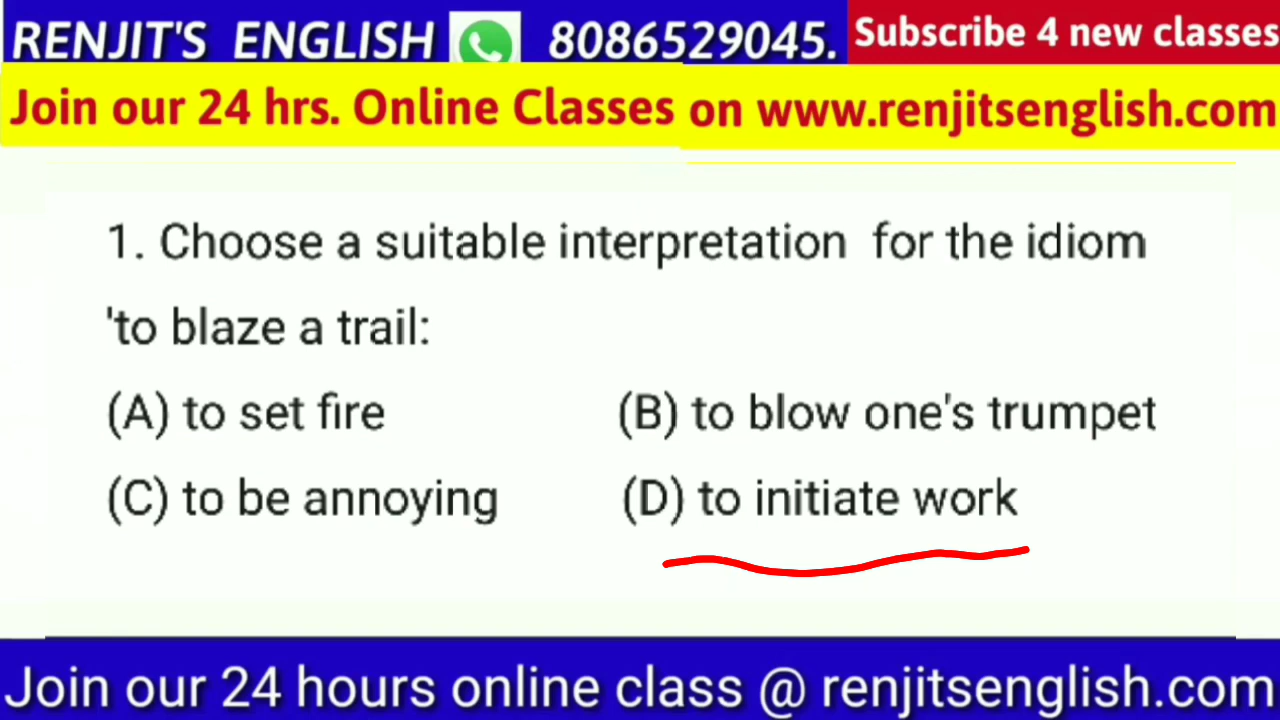 RENJIT'S ENGLISH 8086529045. Subscribe 4 new classes
Join our 24 hrs. Online Classes on www.renjitsenglish.com
1. Choose a suitable interpretation for the idiom
'to blaze a trail:
(A) to set fire (B) to blow one's trumpet
(C) to be annoying (D) to initiate work
Join our 24 hours online class @ renjitsenglish.com